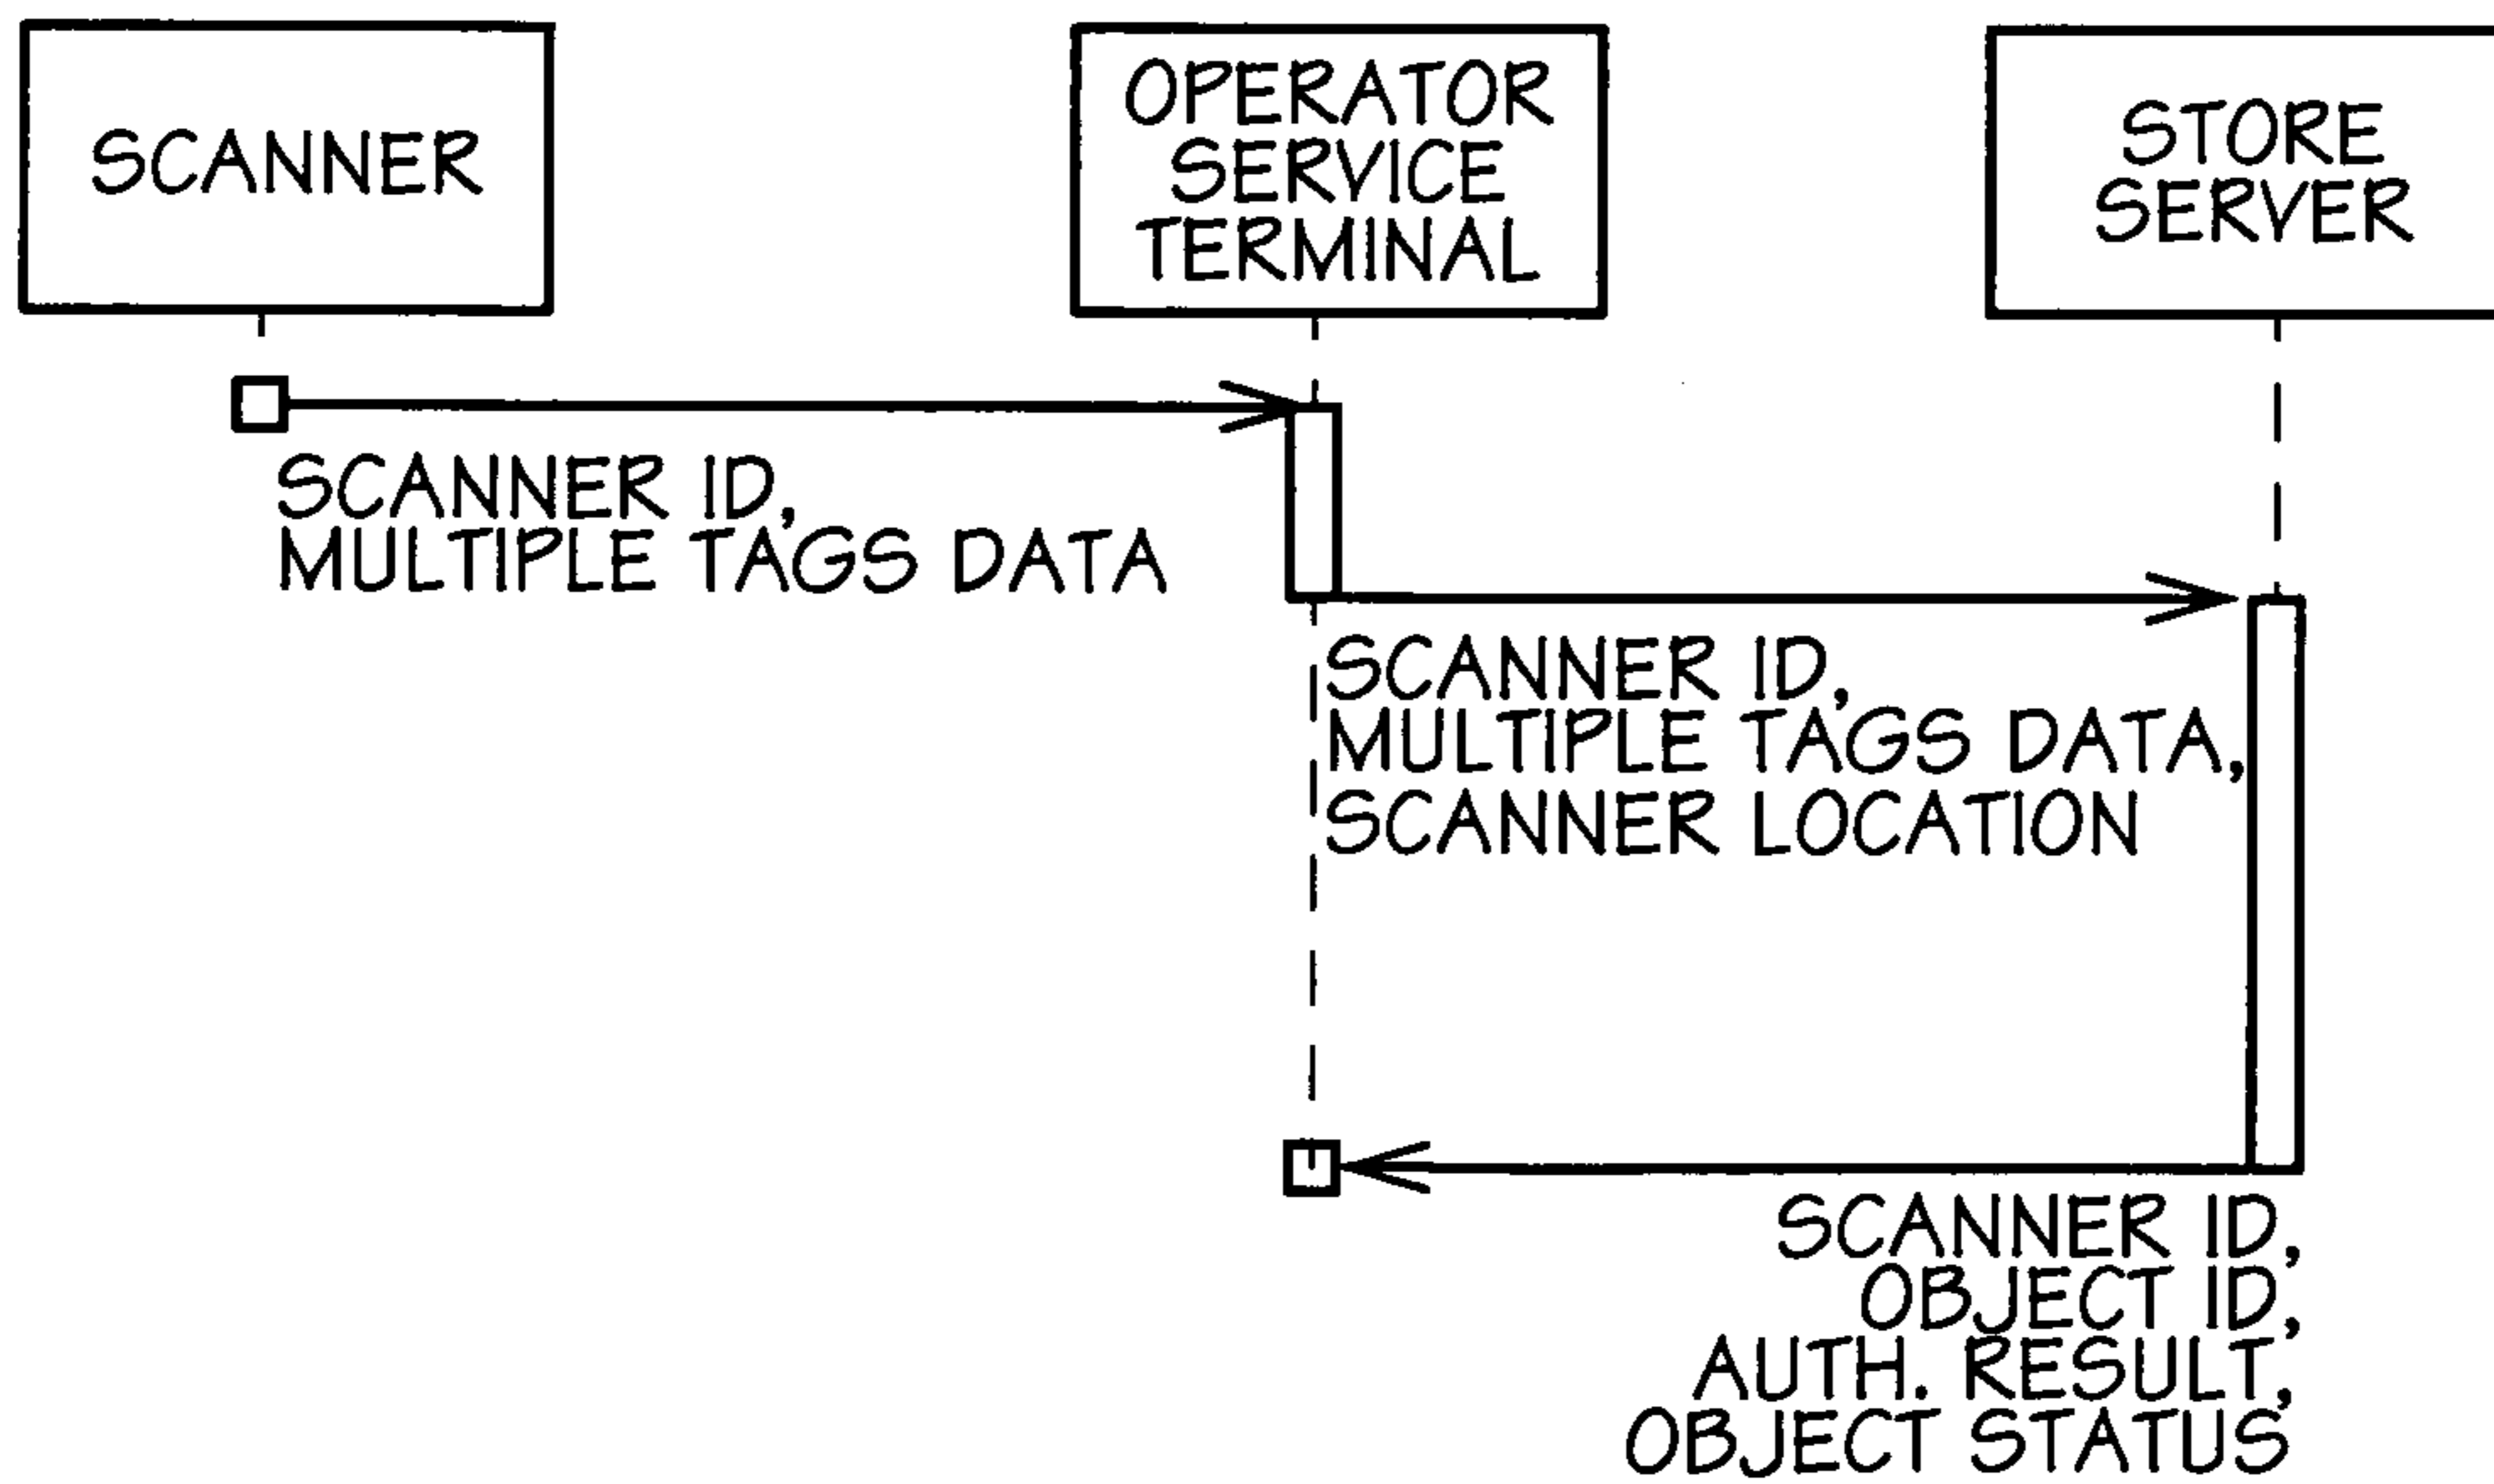 SCANNER
OPERATOR
SERVICE
TERMINAL
STORE
SERVER
SCANNER ID,
MULTIPLE TAGS DATA
SCANNER ID,
MULTIPLE TAGS DATA,
SCANNER LOCATION
SCANNER ID,
OBJECT ID,
AUTH. RESULT,
OBJECT STATUS